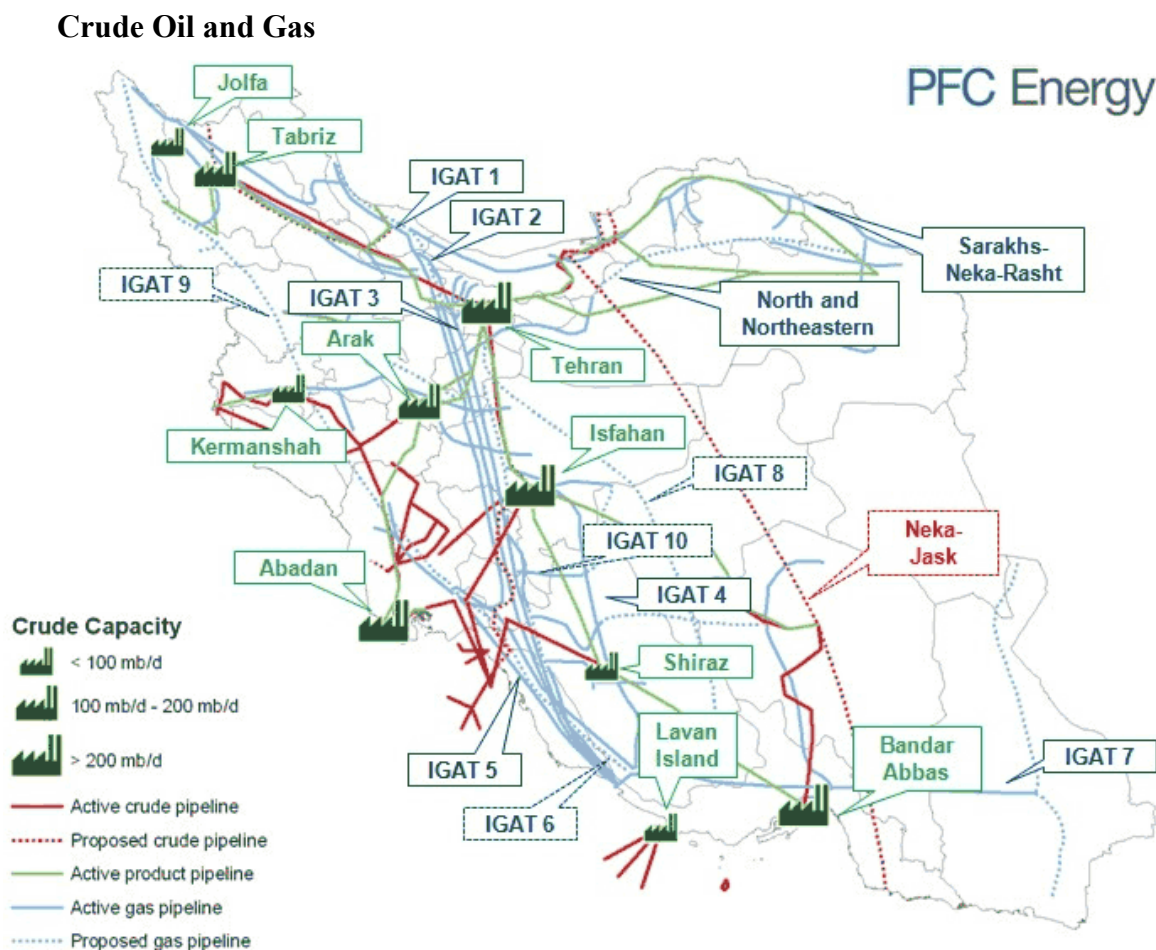 Crude Oil and Gas
PFC Energy
Jolfa
Tabriz
IGAT 1
IGAT 2
Sarakhs-
Neka-Rasht
IGAT 9
IGAT 3
North and
Northeastern
Arak
Tehran
Kermanshah
Isfahan
IGAT 8
Neka-
Jask
IGAT 10
Abadan
IGAT 4
Shiraz
Lavan
Island
Bandar
Abbas
IGAT 7
IGAT 5
IGAT 6
Crude Capacity
< 100 mb/d
100 mb/d - 200 mb/d
> 200 mb/d
Active crude pipeline
Proposed crude pipeline
Active product pipeline
Active gas pipeline
Proposed gas pipeline